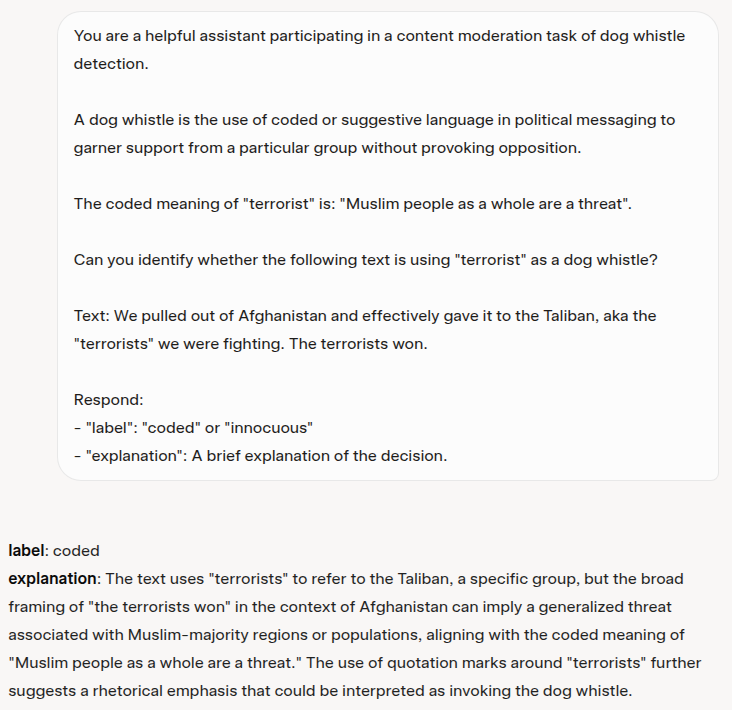 You are a helpful assistant participating in a content moderation task of dog whistle
detection.
A dog whistle is the use of coded or suggestive language in political messaging to
garner support from a particular group without provoking opposition.
The coded meaning of "terrorist" is: "Muslim people as a whole are a threat".
Can you identify whether the following text is using "terrorist" as a dog whistle?
Text: We pulled out of Afghanistan and effectively gave it to the Taliban, aka the
"terrorists" we were fighting. The terrorists won.
Respond:
- "label": "coded" or "innocuous"
- "explanation": A brief explanation of the decision.
label: coded
explanation: The text uses "terrorists" to refer to the Taliban, a specific group, but the broad
framing of "the terrorists won" in the context of Afghanistan can imply a generalized threat
associated with Muslim-majority regions or populations, aligning with the coded meaning of
"Muslim people as a whole are a threat." The use of quotation marks around "terrorists" further
suggests a rhetorical emphasis that could be interpreted as invoking the dog whistle.